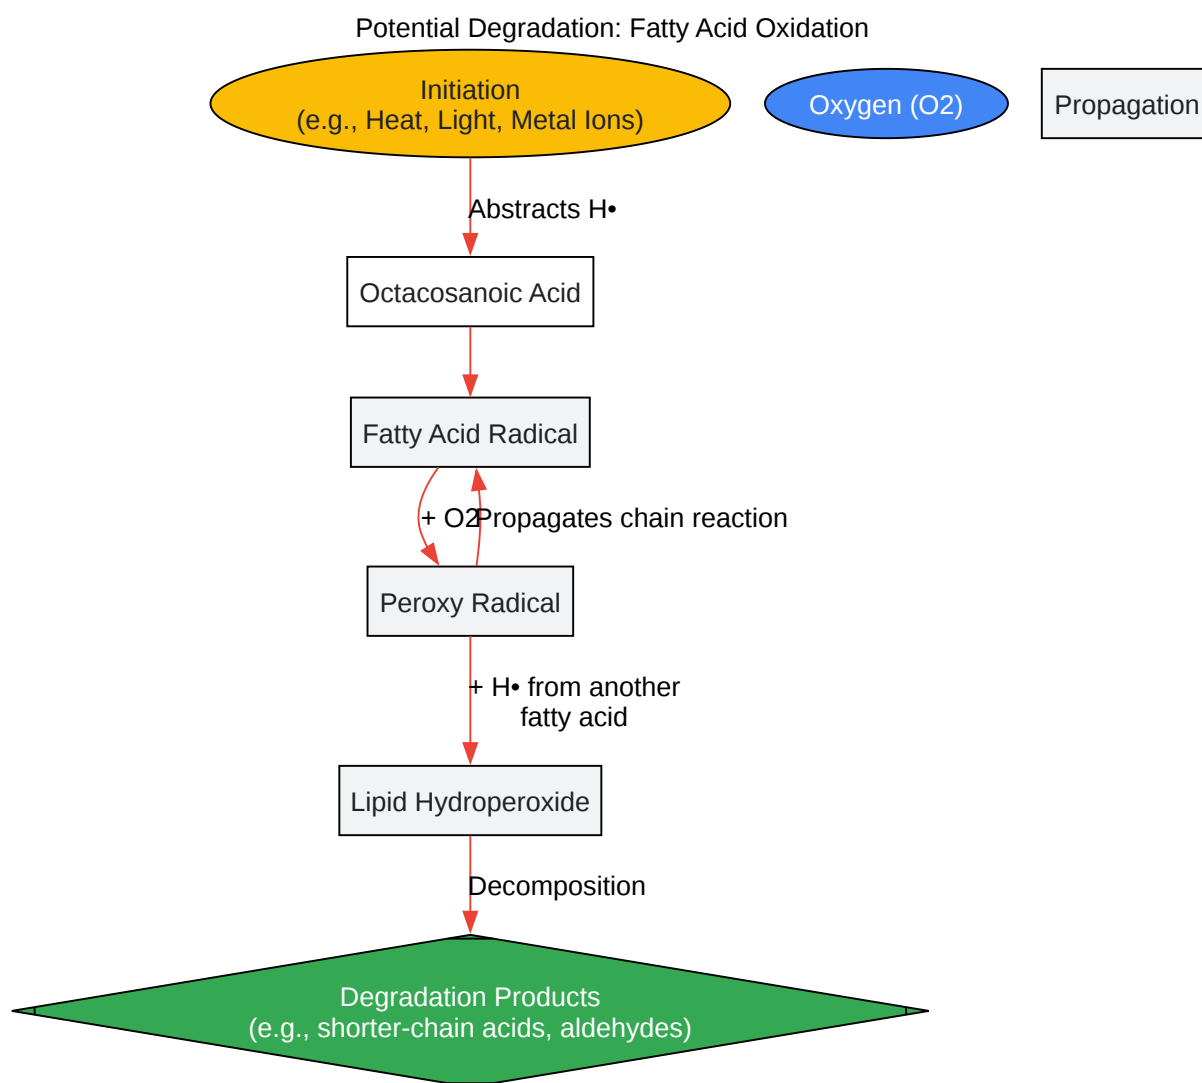 Potential Degradation: Fatty Acid Oxidation
Initiation
(e.g., Heat, Light, Metal Ions)
Oxygen (O2)
Propagation
Abstracts H•
Octacosanoic Acid
Fatty Acid Radical
+ O2
Propagates chain reaction
Peroxy Radical
+ H• from another
fatty acid
Lipid Hydroperoxide
Decomposition
Degradation Products
(e.g., shorter-chain acids, aldehydes)